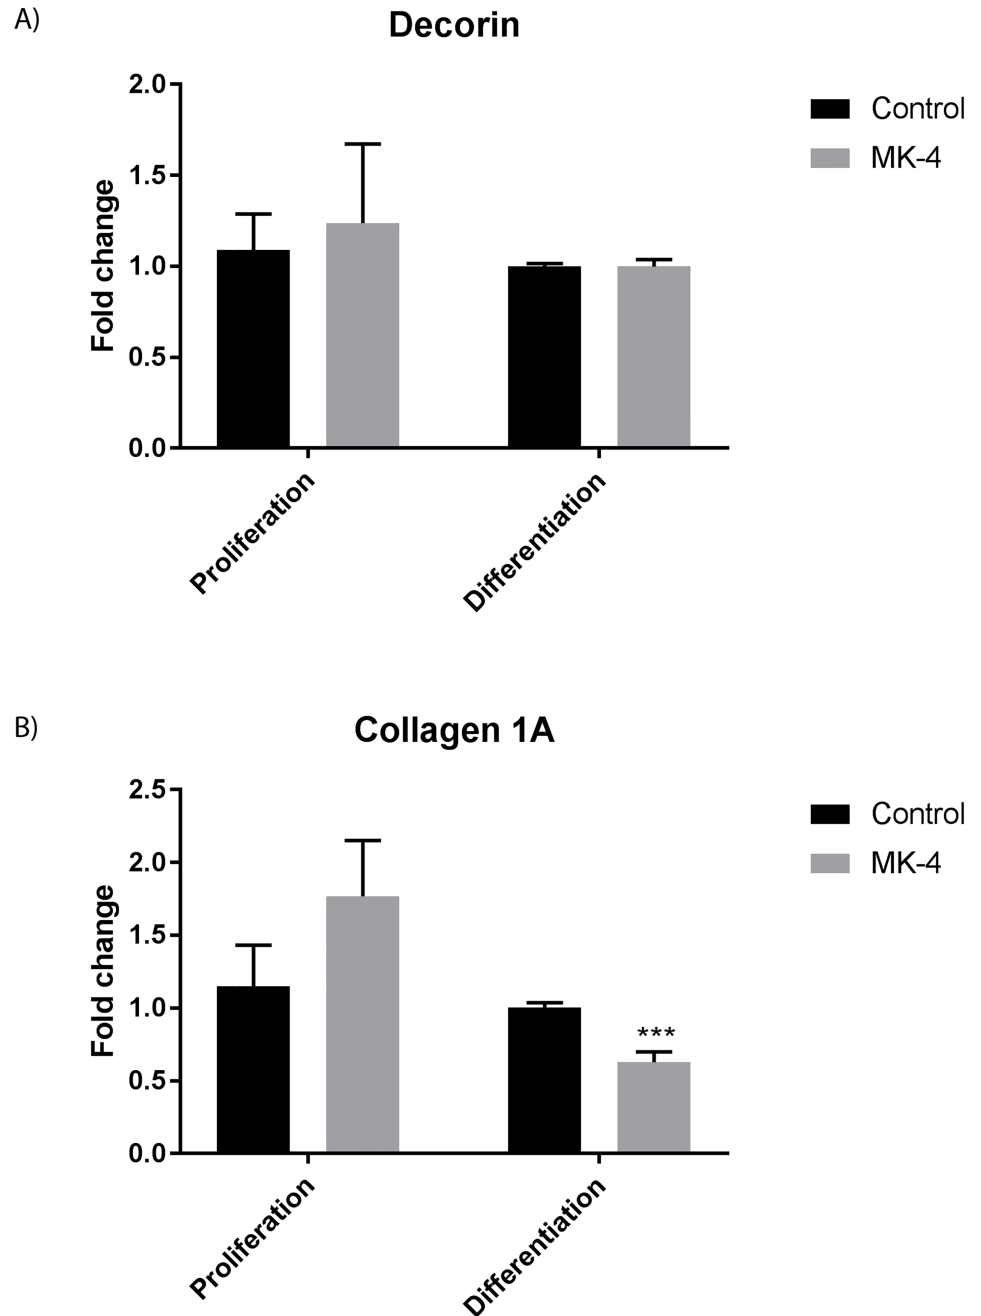 A)
Decorin
2.0
1.5
1.0
0.5
0.0
Fold change
Control
MK-4
Proliferation
Differentiation
B)
Collagen 1A
2.5
2.0
1.5
1.0
0.5
0.0
Fold change
Control
MK-4
***
Proliferation
Differentiation